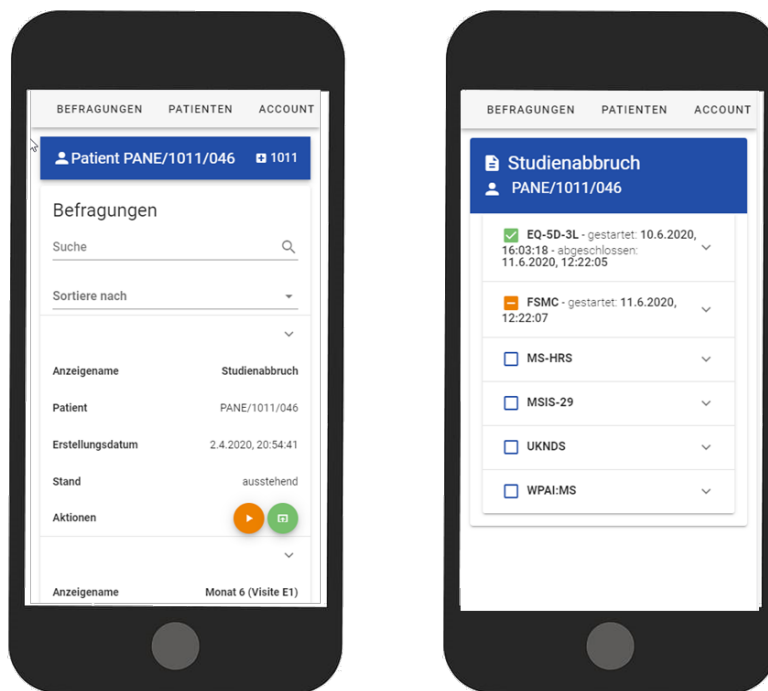 BEFRAGUNGEN PATIENTEN ACCOUNT
Patient PANE/1011/046 1011
Befragungen
Suche
Sortiere nach
Anzeigename Studienabbruch
Patient PANE/1011/046
Erstellungsdatum 2.4.2020, 20:54:41
Stand ausstehend
Aktionen
Anzeigename Monat 6 (Visite E1)
BEFRAGUNGEN PATIENTEN ACCOUNT
Studienabbruch
PANE/1011/046
EQ-5D-3L - gestartet: 10.6.2020,
16:03:18 - abgeschlossen:
11.6.2020, 12:22:05
FSMC - gestartet: 11.6.2020,
12:22:07
MS-HRS
MSIS-29
UKNDS
WPAI:MS